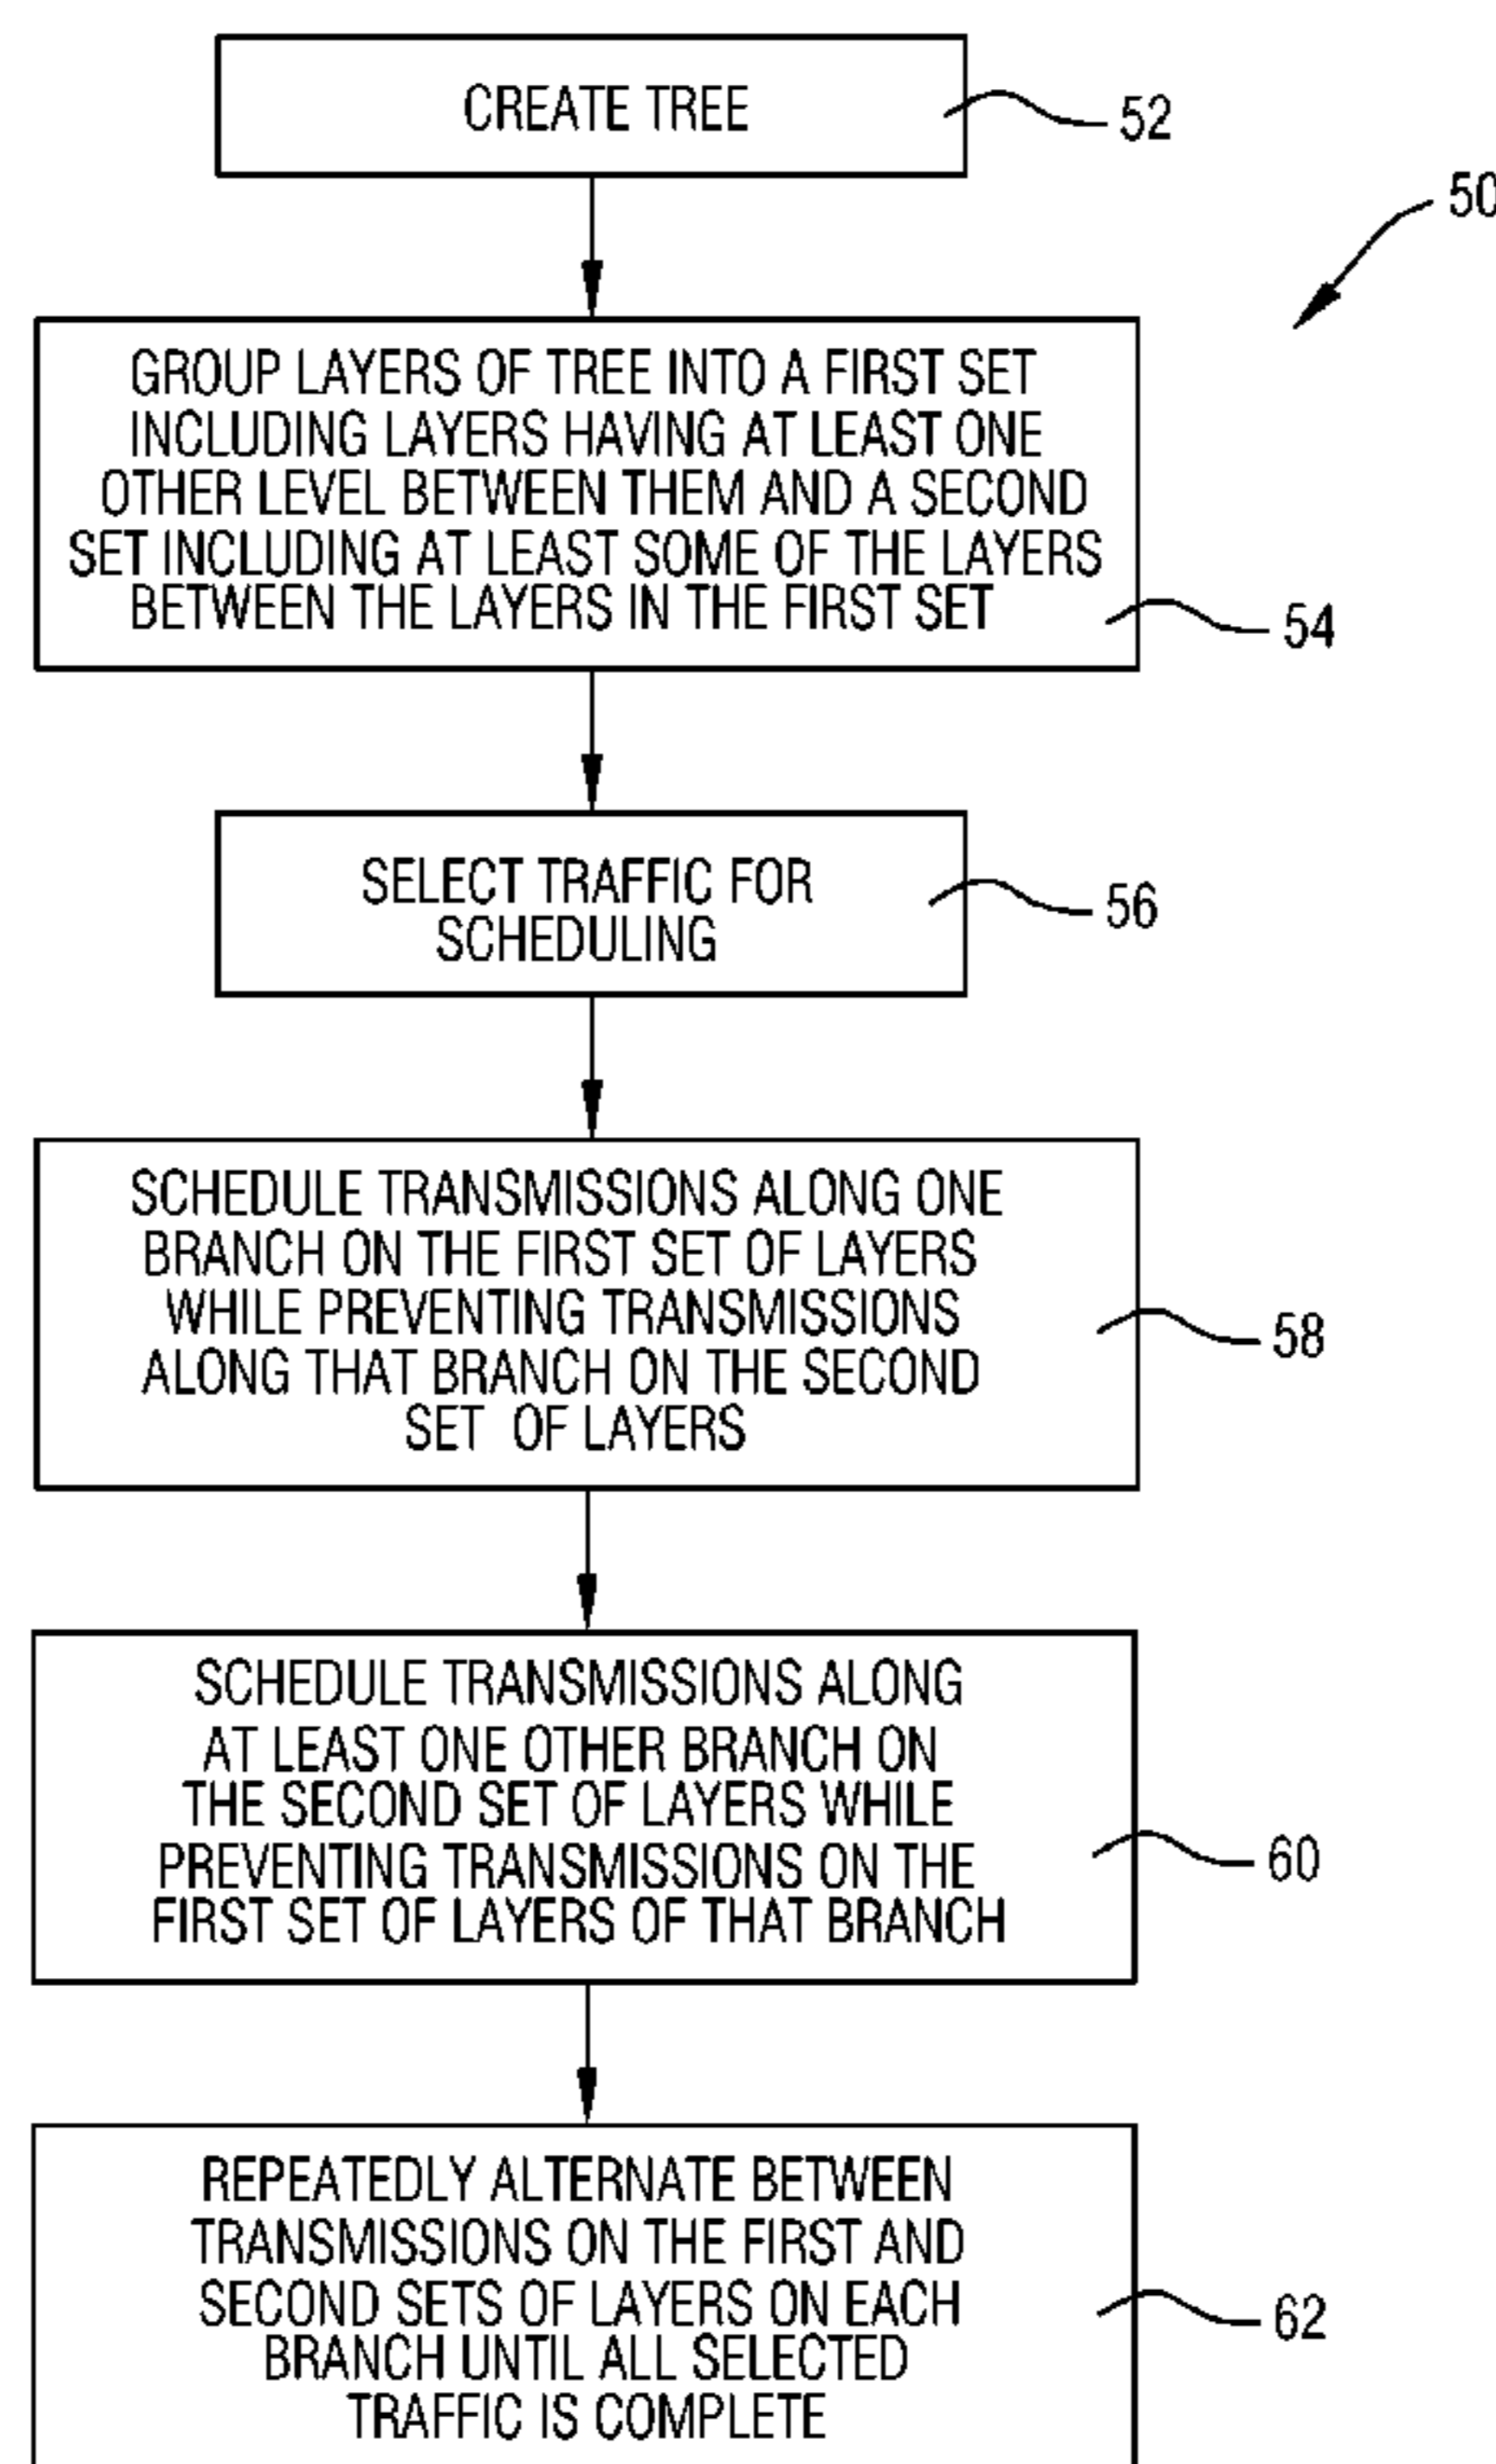 CREATE TREE
52
50
GROUP LAYERS OF TREE INTO A FIRST SET
INCLUDING LAYERS HAVING AT LEAST ONE
OTHER LEVEL BETWEEN THEM AND A SECOND
SET INCLUDING AT LEAST SOME OF THE LAYERS
BETWEEN THE LAYERS IN THE FIRST SET
54
SELECT TRAFFIC FOR
SCHEDULING
56
SCHEDULE TRANSMISSIONS ALONG ONE
BRANCH ON THE FIRST SET OF LAYERS
WHILE PREVENTING TRANSMISSIONS
ALONG THAT BRANCH ON THE SECOND
SET OF LAYERS
58
SCHEDULE TRANSMISSIONS ALONG
AT LEAST ONE OTHER BRANCH ON
THE SECOND SET OF LAYERS WHILE
PREVENTING TRANSMISSIONS ON THE
FIRST SET OF LAYERS OF THAT BRANCH
60
REPEATEDLY ALTERNATE BETWEEN
TRANSMISSIONS ON THE FIRST AND
SECOND SETS OF LAYERS ON EACH
BRANCH UNTIL ALL SELECTED
TRAFFIC IS COMPLETE
62